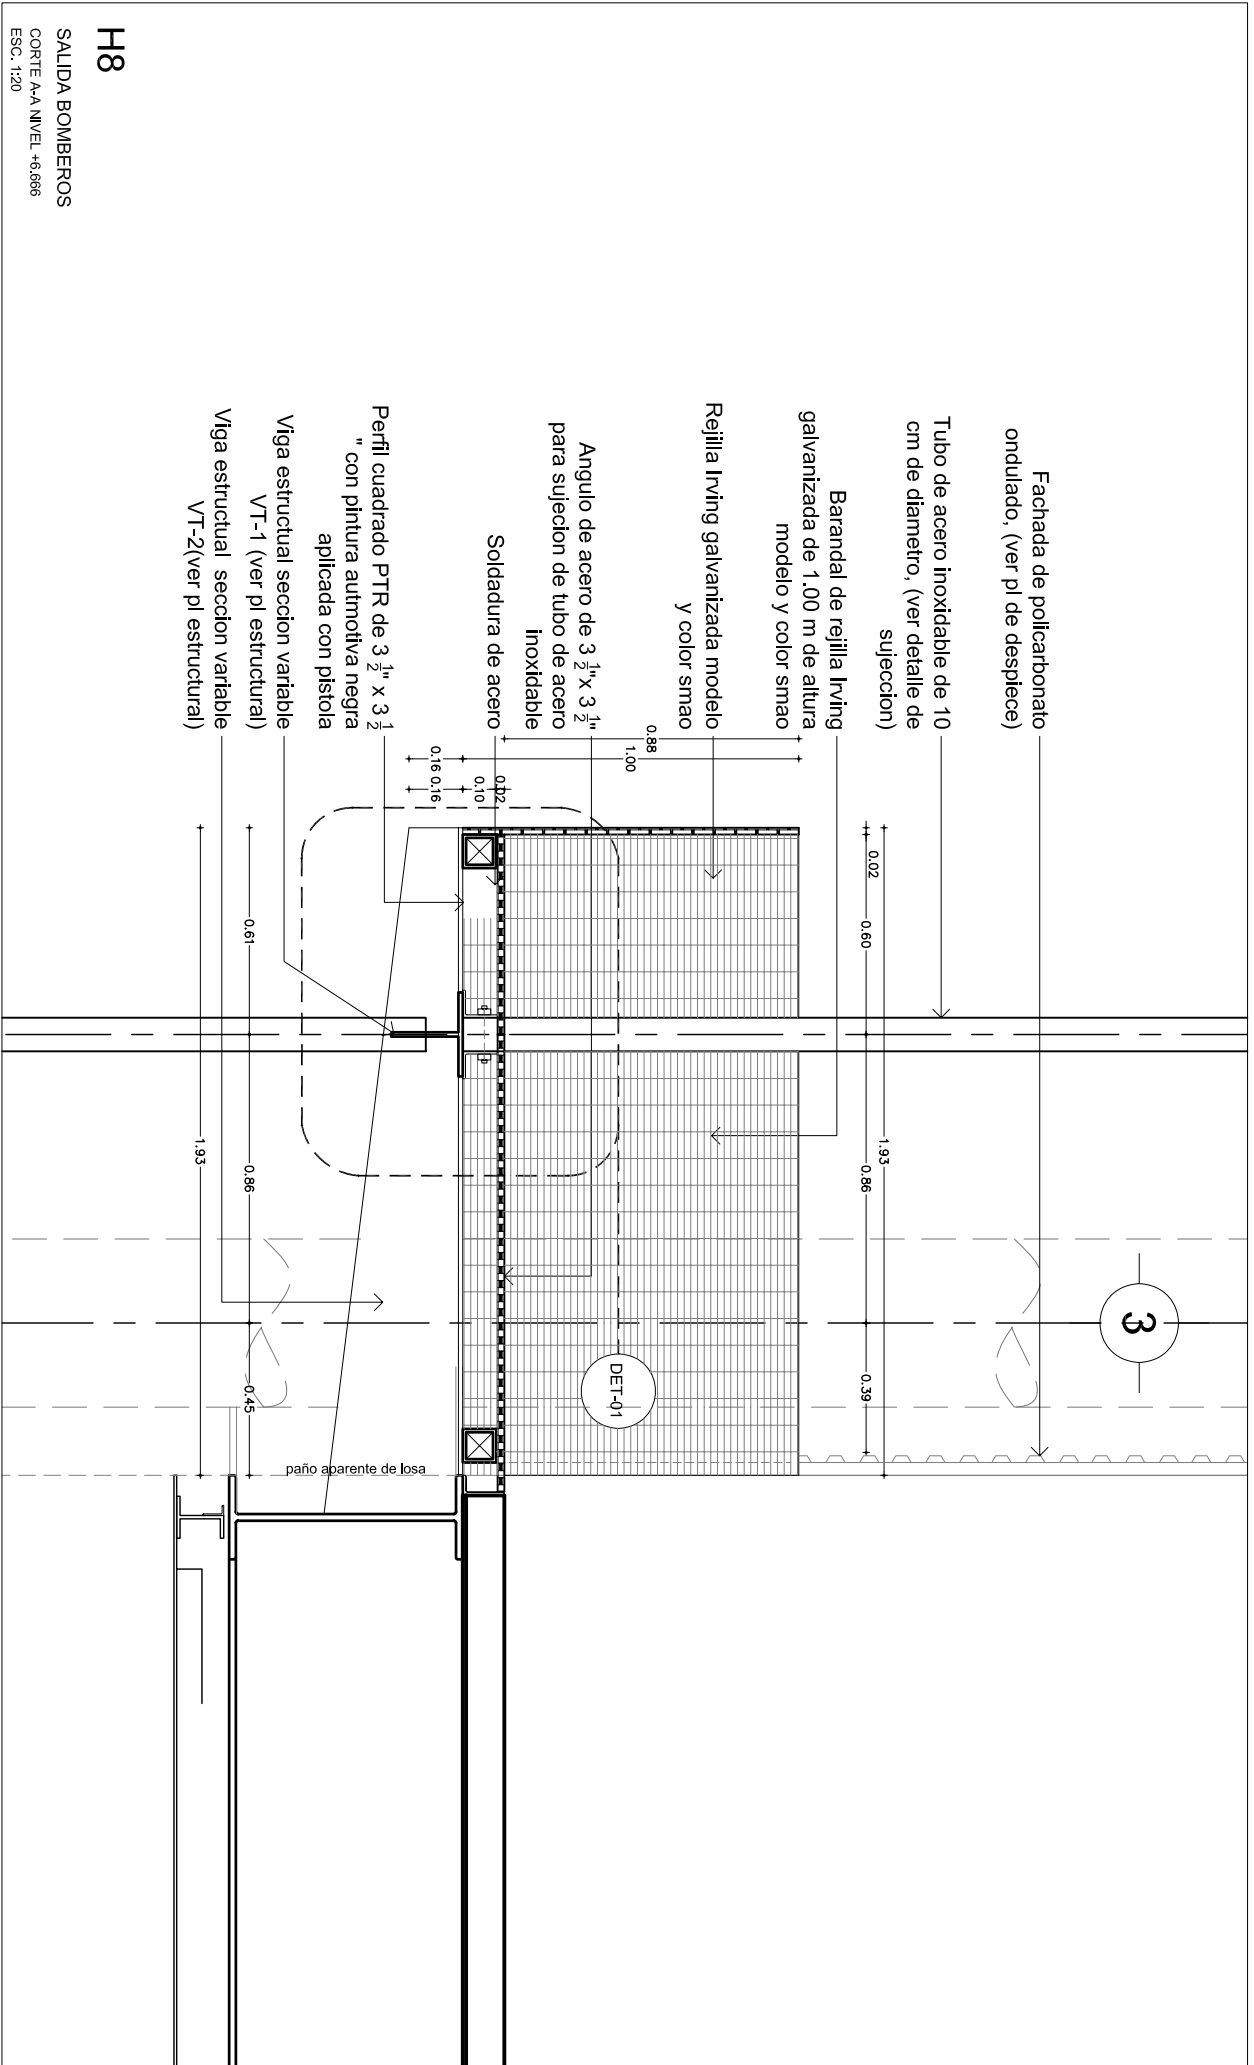 Fachada de policarbonato
ondulado, (ver pl de despiece)
Tubo de acero inoxidable de 10
cm de diametro, (ver detalle de
sujeccion)
Barandal de rejilla Irving
galvanizada de 1.00 m de altura
modelo y color smao
Rejilla Irving galvanizada modelo
y color smao
Angulo de acero de 3 1/2"x 3 1/2"
para sujecion de tubo de acero
inoxidable
Soldadura de acero
Perfil cuadrado PTR de 3 1/2" x 3 1/2
" con pintura autmotiva negra
aplicada con pistola
Viga estructual seccion variable
VT-1 (ver pl estructural)
Viga estructual seccion variable
VT-2(ver pl estructural)
3
1.93
0.02
0.60
0.86
0.39
0.88
1.00
0.02
0.16
0.10
0.16
DET-01
0.61
0.86
0.45
1.93
paño aparente de losa
H8
SALIDA BOMBEROS
CORTE A-A NIVEL +6.666
ESC. 1:20